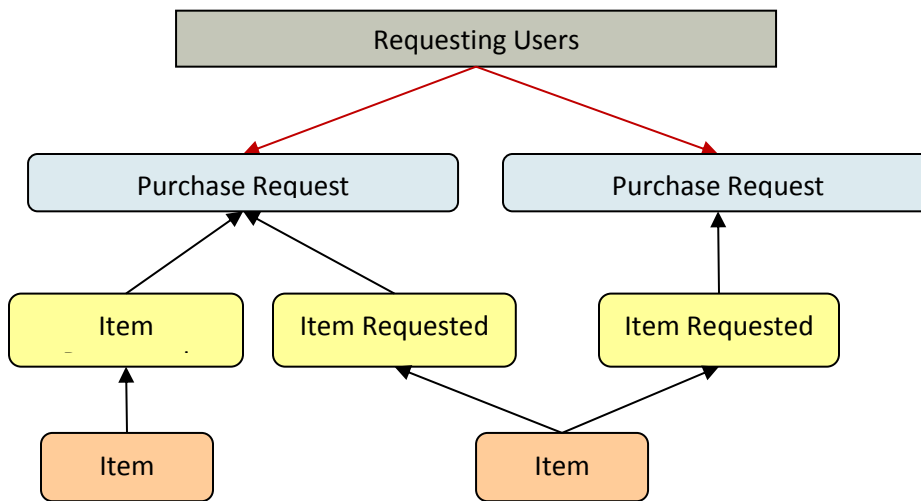 Requesting Users
Purchase Request
Purchase Request
Item
Item Requested
Item Requested
Item
Item